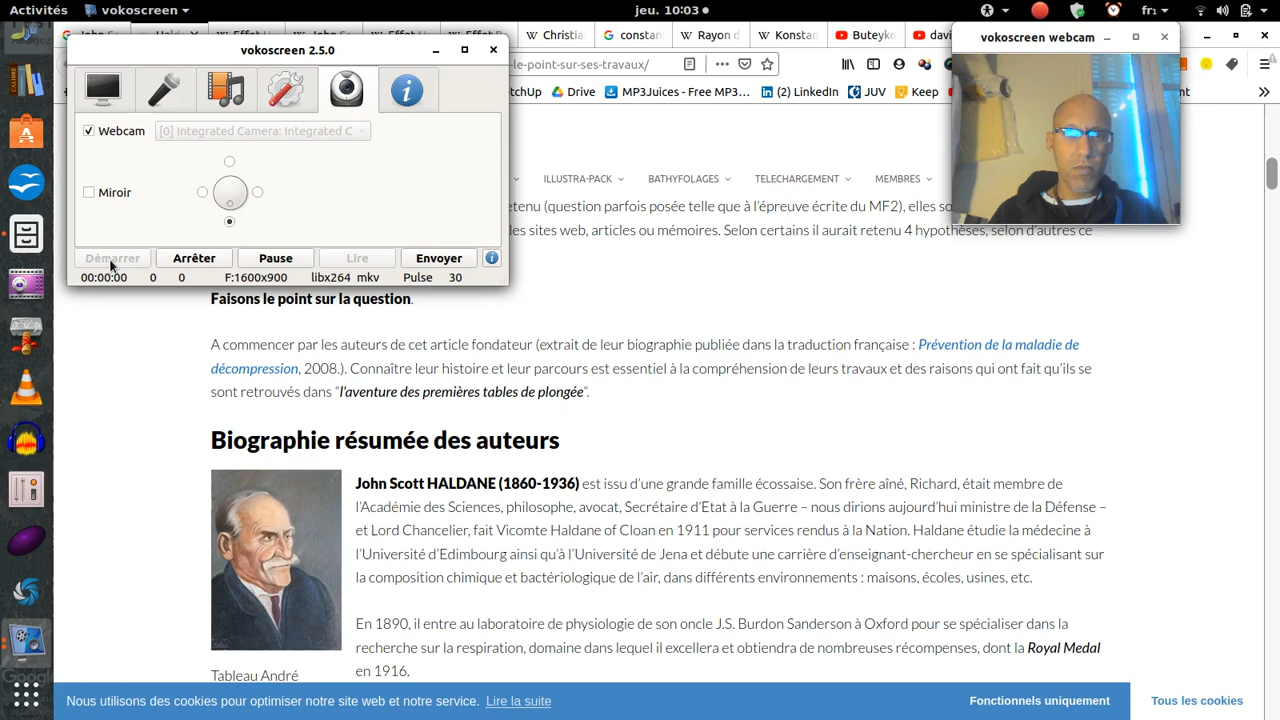 Activités
vokoscreen
jeu. 10:03
fr
vokoscreen 2.5.0
vokoscreen webcam
Christia
constan
Rayon d
Konsta
Buteyko
davi
-le-point-sur-ses-travaux/
etchUp
Drive
MP3Juices - Free MP3…
(2) LinkedIn
JUV
Keep
Webcam
[0] Integrated Camera: Integrated C
Miroir
Démarrer
Arrêter
Pause
Lire
Envoyer
00:00:00
0
0
F:1600x900
libx264
mkv
Pulse
30
ILLUSTRA-PACK
BATHYFOLAGES
TELECHARGEMENT
MEMBRES
etenu (question parfois posée telle que à l'épreuve écrite du MF2), elles so
les sites web, articles ou mémoires. Selon certains il aurait retenu 4 hypothèses, selon d'autres ce
Faisons le point sur la question.
A commencer par les auteurs de cet article fondateur (extrait de leur biographie publiée dans la traduction française : Prévention de la maladie de
décompression, 2008.). Connaître leur histoire et leur parcours est essentiel à la compréhension de leurs travaux et des raisons qui ont fait qu'ils se
sont retrouvés dans "l'aventure des premières tables de plongée".
Biographie résumée des auteurs
John Scott HALDANE (1860-1936) est issu d'une grande famille écossaise. Son frère aîné, Richard, était membre de
l'Académie des Sciences, philosophe, avocat, Secrétaire d'Etat à la Guerre – nous dirions aujourd'hui ministre de la Défense –
et Lord Chancelier, fait Vicomte Haldane of Cloan en 1911 pour services rendus à la Nation. Haldane étudie la médecine à
l'Université d'Edimbourg ainsi qu'à l'Université de Jena et débute une carrière d'enseignant-chercheur en se spécialisant sur
la composition chimique et bactériologique de l'air, dans différents environnements : maisons, écoles, usines, etc.
En 1890, il entre au laboratoire de physiologie de son oncle J.S. Burdon Sanderson à Oxford pour se spécialiser dans la
recherche sur la respiration, domaine dans lequel il excellera et obtiendra de nombreuses récompenses, dont la Royal Medal
en 1916.
Tableau André
Nous utilisons des cookies pour optimiser notre site web et notre service. Lire la suite
Fonctionnels uniquement
Tous les cookies